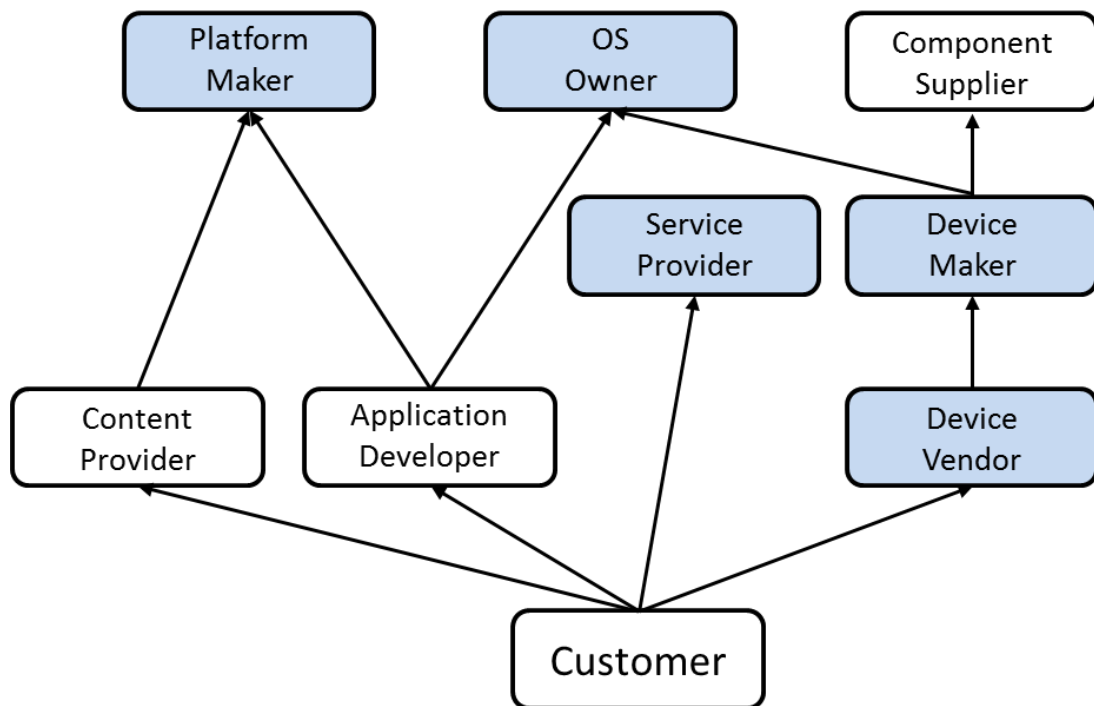 Platform
Maker
OS
Owner
Component
Supplier
Service
Provider
Device
Maker
Content
Provider
Application
Developer
Device
Vendor
Customer